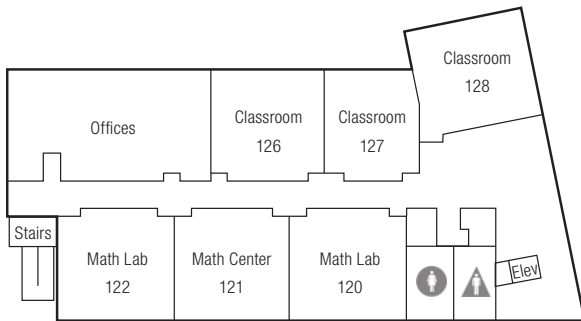 Classroom
128
Offices
Classroom
126
Classroom
127
Stairs
Math Lab
122
Math Center
121
Math Lab
120
Elev